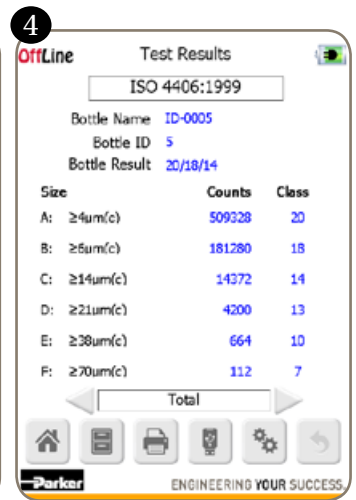 4
OffLine Test Results
ISO 4406:1999
Bottle Name ID-0005
Bottle ID 5
Bottle Result 20/18/14
Size Counts Class
A: ≥4um(c) 509328 20
B: ≥6um(c) 181280 18
C: ≥14um(c) 14372 14
D: ≥21um(c) 4200 13
E: ≥38um(c) 664 10
F: ≥70um(c) 112 7
Total
Parker ENGINEERING YOUR SUCCESS.